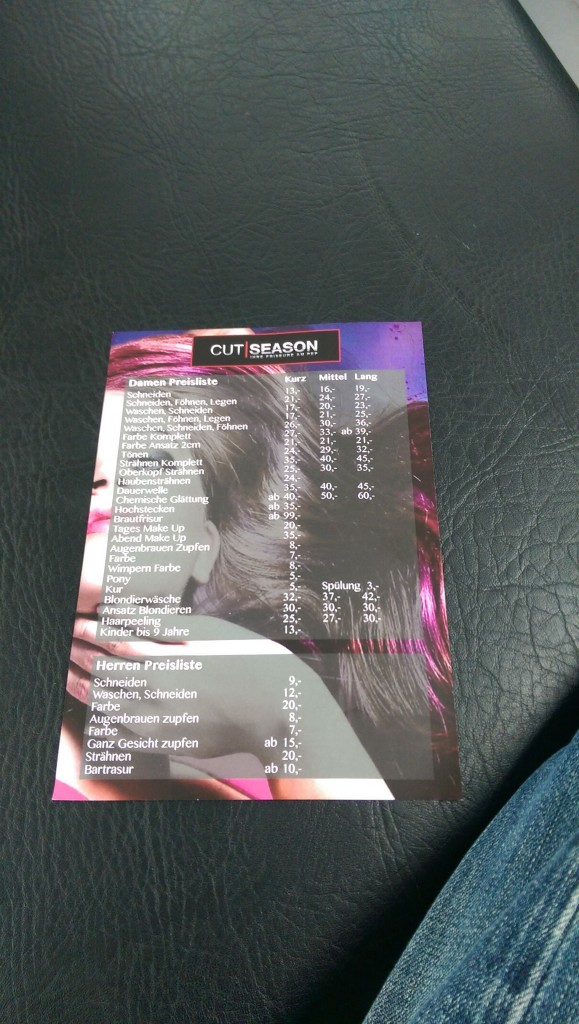 CUT|SEASON
IHRE FRISEURE EN PEP
Damen Preisliste Kurz Mittel Lang
Schneiden 13,- 16,- 19,-
Schneiden, Föhnen, Legen 21,- 24,- 27,-
Waschen, Schneiden 17,- 20,- 23,-
Waschen, Föhnen, Legen 17,- 21,- 25,-
Waschen, Schneiden, Föhnen 26,- 30,- 36,-
Farbe Komplett 27,- 33,- ab 39,-
Farbe Ansatz 2cm 21,- 21,- 21,-
Tönen 24,- 29,- 32,-
Strähnen Komplett 35,- 40,- 45,-
Oberkopf Strähnen 25,- 30,- 35,-
Haubensträhnen 24,-
Dauerwelle 35,- 40,- 45,-
Chemische Glättung ab 40,- 50,- 60,-
Hochstecken ab 35,-
Brautfrisur ab 99,-
Tages Make Up 20,-
Abend Make Up 35,-
Augenbrauen Zupfen 8,-
Farbe 7,-
Wimpern Farbe 8,-
Pony 5,-
Kur 5,- Spülung 3,-
Blondierwäsche 32,- 37,- 42,-
Ansatz Blondieren 30,- 30,- 30,-
Haarpeeling 25,- 27,- 30,-
Kinder bis 9 Jahre 13,-
Herren Preisliste
Schneiden 9,-
Waschen, Schneiden 12,-
Farbe 20,-
Augenbrauen zupfen 8,-
Farbe 7,-
Ganz Gesicht zupfen ab 15,-
Strähnen 20,-
Bartrasur ab 10,-